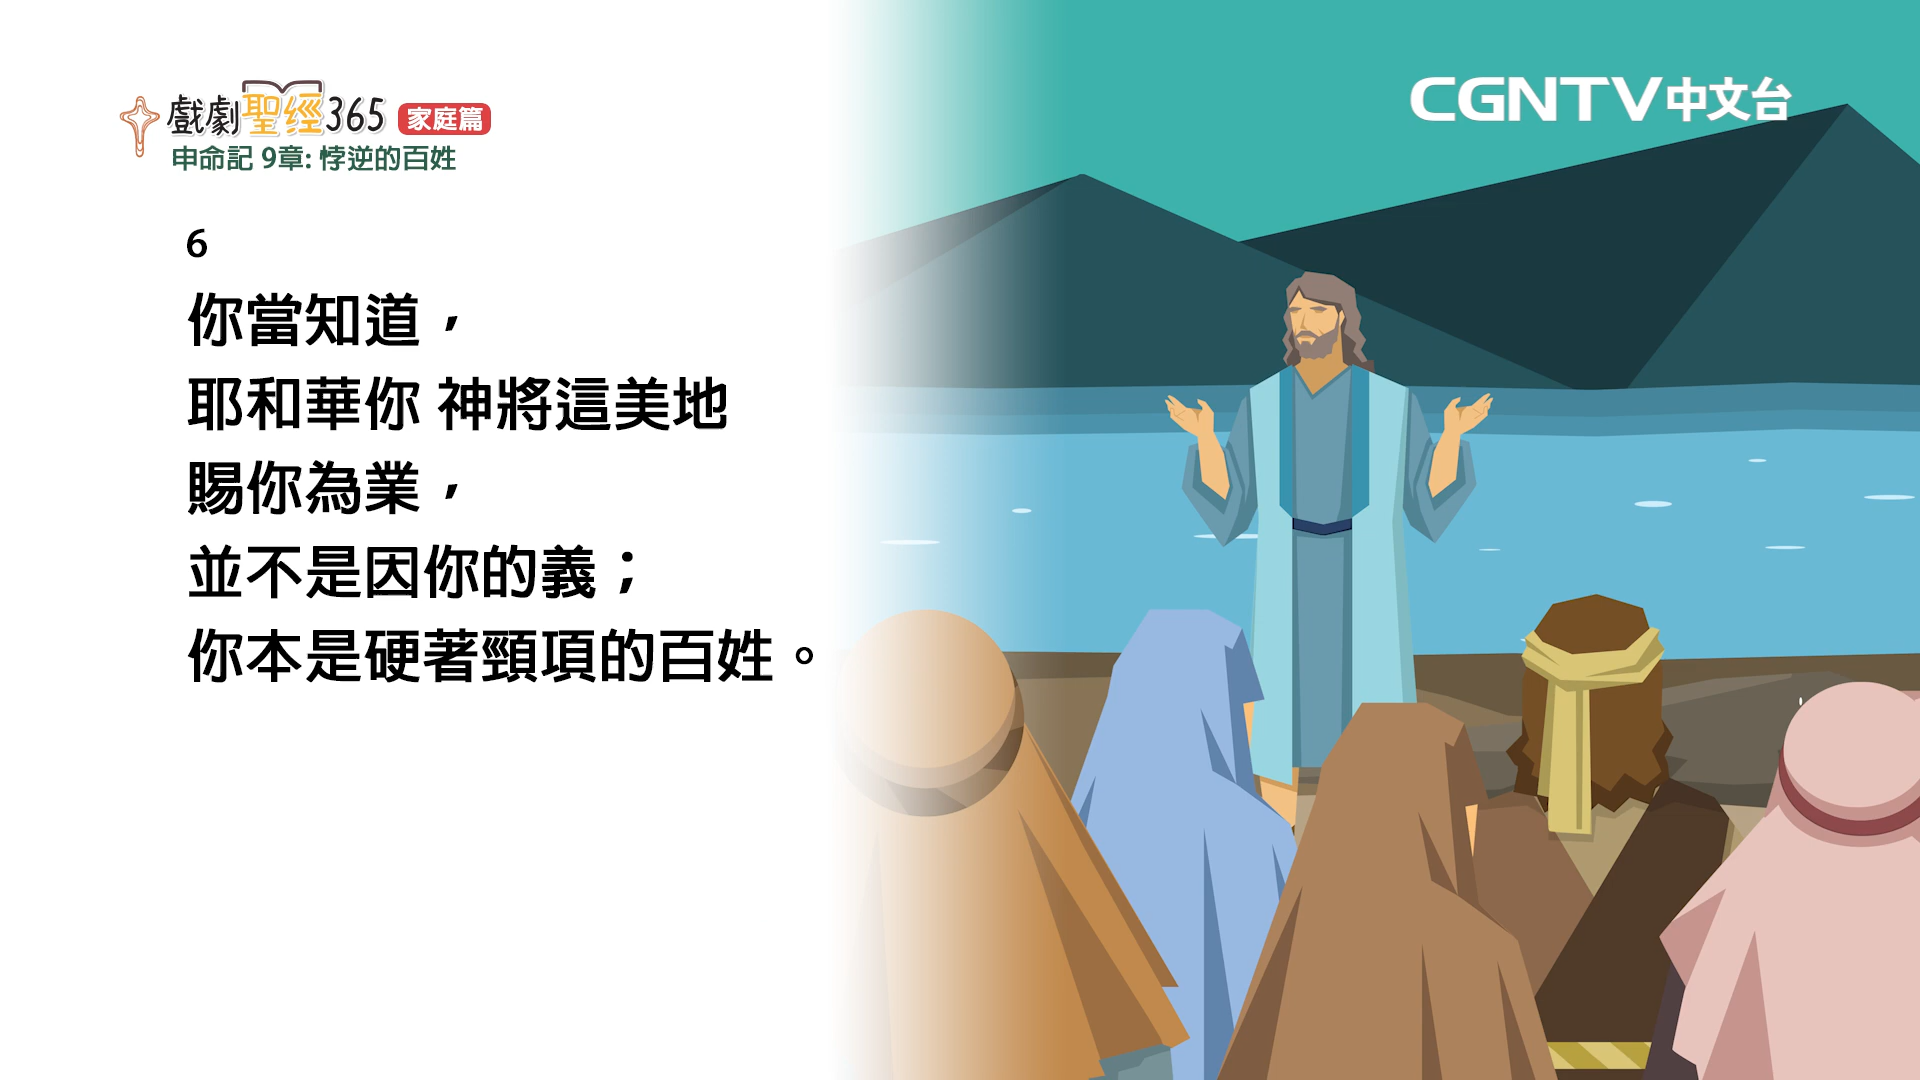 戲劇聖經365 家庭篇
申命記 9章: 悖逆的百姓
CGNTV中文台
6
你當知道，
耶和華你 神將這美地
賜你為業，
並不是因你的義；
你本是硬著頸項的百姓。